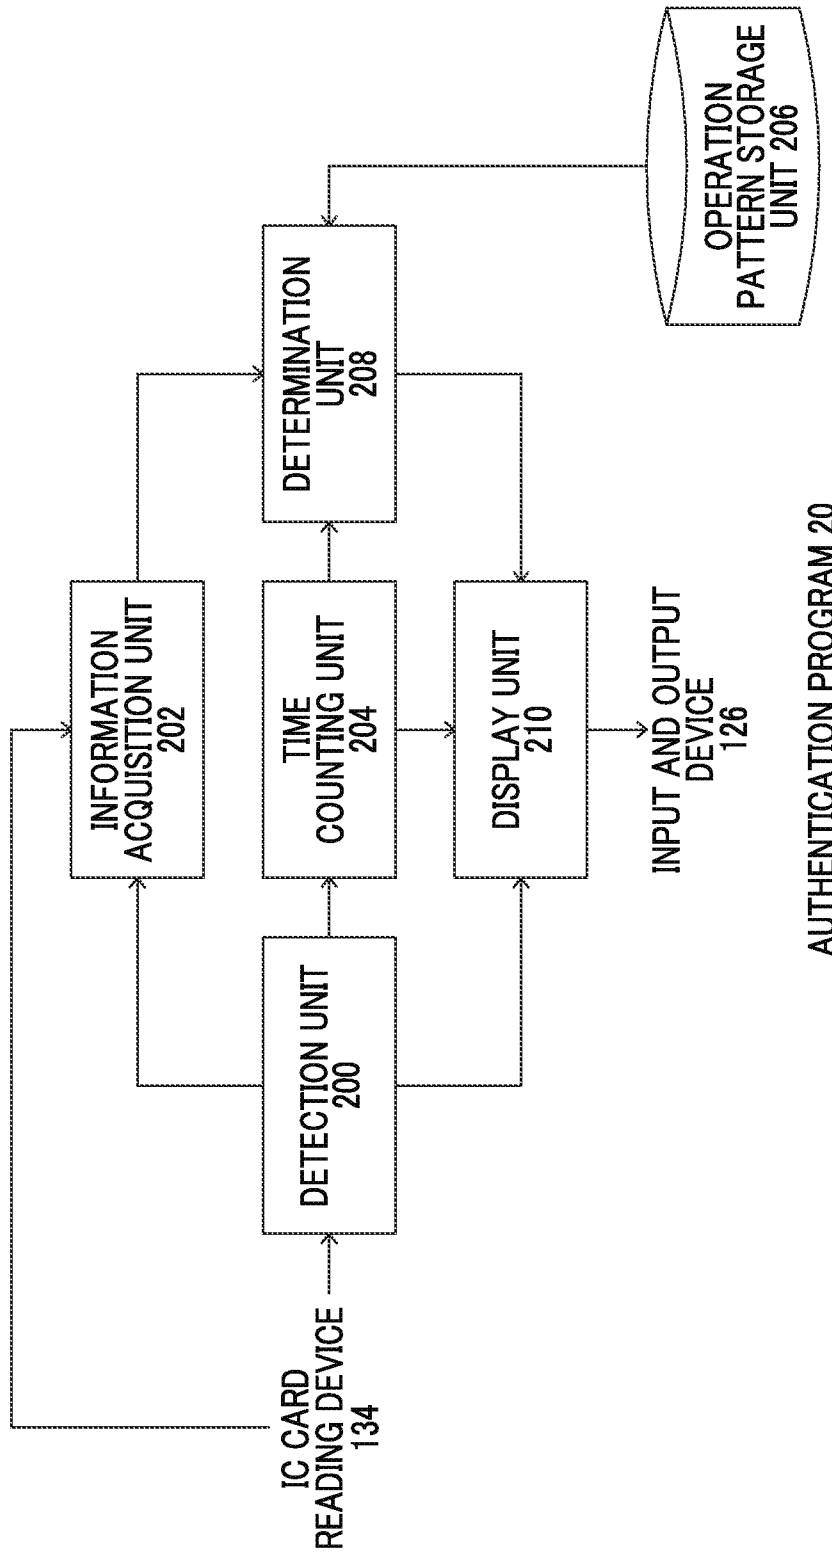 IC CARD
READING DEVICE
134
DETECTION UNIT
200
INFORMATION
ACQUISITION UNIT
202
TIME
COUNTING UNIT
204
DISPLAY UNIT
210
INPUT AND OUTPUT
DEVICE
126
DETERMINATION
UNIT
208
OPERATION
PATTERN STORAGE
UNIT 206
AUTHENTICATION PROGRAM 20